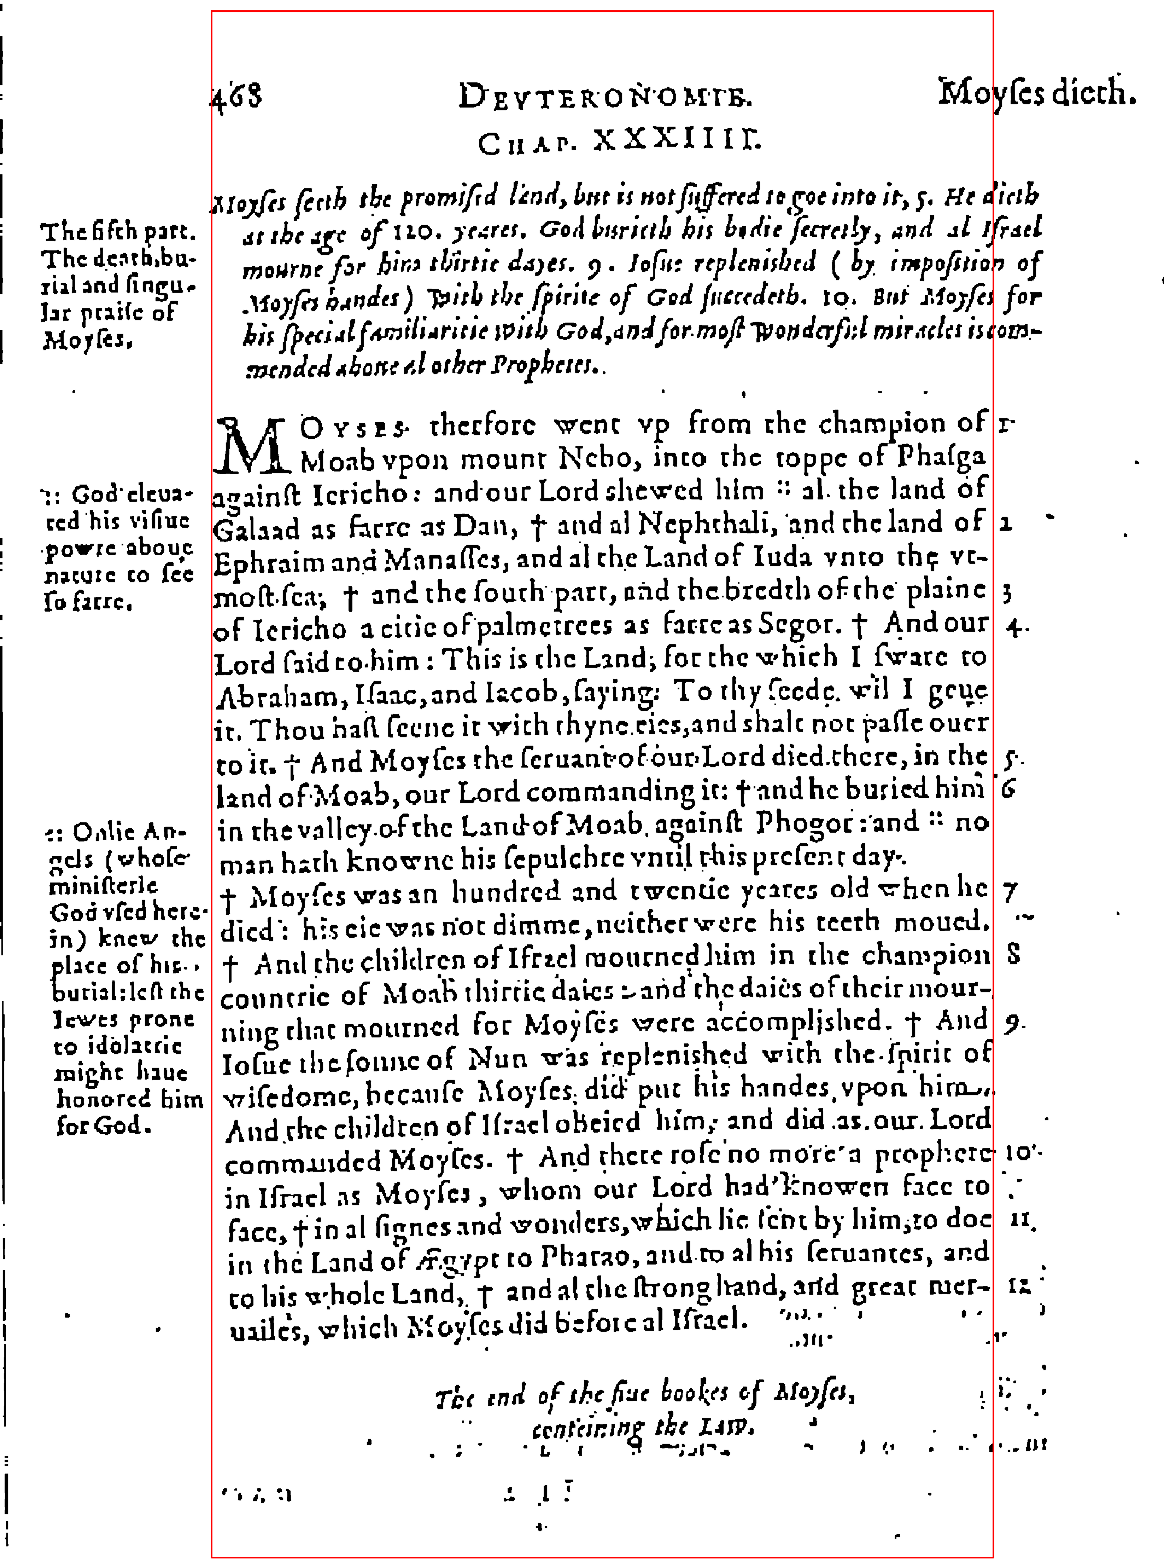 468 DEVTERONOMIE. Moyſes dieth.
CHAP. XXXIIII.
Moyſes ſeeth the promiſed land, but is not ſuffered to goe into it, 5. He dieth
at the age of 120. yeares. God burieth his bodie ſecretly, and al Iſrael
mourne for him thirtie dayes. 9. Ioſue replenished ( by impoſition of
Moyſes handes) with the ſpirite of God ſuccedeth. 10. But Moyſes for
his ſpecial familiaritie with God, and for moſt wonderful miracles is com-
mended aboue al other Prophetes.
The fifth part.
The death, bu-
rial and ſingu-
lar praiſe of
Moyſes.
MOYSES therfore went vp from the champion of 1
Moab vpon mount Nebo, into the toppe of Phaſga
againſt Iericho: and our Lord shewed him :: al the land of
Galaad as farre as Dan, † and al Nephthali, and the land of 2
Ephraim and Manaſſes, and al the Land of Iuda vnto the vt-
moſt ſea; † and the ſouth part, and the bredth of the plaine 3
of Iericho a citie of palmetrees as farre as Segor. † And our 4.
Lord ſaid to him : This is the Land, for the which I ſware to
Abraham, Iſaac, and Iacob, ſaying: To thy ſeede wil I geue
it. Thou haſt ſeene it with thyne eies, and shalt not paſſe ouer
to it. † And Moyſes the ſeruant of our Lord died there, in the 5.
land of Moab, our Lord commanding it: † and he buried him 6
in the valley of the Land of Moab againſt Phogor: and :: no
man hath knowne his ſepulchre vntil this preſent day.
† Moyſes was an hundred and twentie yeares old when he 7
died : his eie was not dimme, neither were his teeth moued.
† And the children of Iſrael mourned him in the champion 8
countrie of Moab thirtie daies : and the daies of their mour-
ning that mourned for Moyſes were accomplished. † And 9.
Ioſue the ſonne of Nun was replenished with the ſpirit of
wiſedome, becauſe Moyſes did put his handes vpon him.
And the children of Iſrael obeied him, and did as our Lord
commanded Moyſes. † And there roſe no more a prophete 10.
in Iſrael as Moyſes, whom our Lord had knowen face to
face, † in al ſignes and wonders, which he ſent by him, to doe 11.
in the Land of Ægypt to Pharao, and to al his ſeruantes, and
to his whole Land, † and al the ſtrong hand, and great mer- 12
uailes, which Moyſes did before al Iſrael.
:: God eleua-
ted his viſiue
powre aboue
nature to ſee
ſo farre.
:: Onlie An-
gels (whoſe
miniſterie
God vſed here-
in) knew the
place of his
burial: leſt the
Iewes prone
to idolatrie
might haue
honored him
for God.
The end of the fiue bookes of Moyſes,
conteining the LAW.